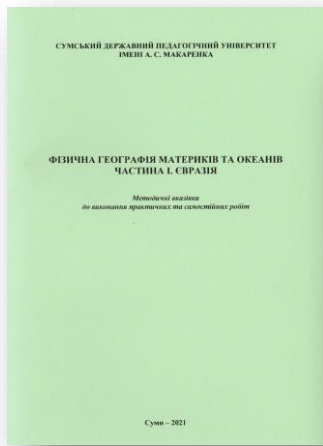 СУМСЬКИЙ ДЕРЖАВНИЙ ПЕДАГОГІЧНИЙ УНІВЕРСИТЕТ
ІМЕНІ А. С. МАКАРЕНКА
ФІЗИЧНА ГЕОГРАФІЯ МАТЕРИКІВ ТА ОКЕАНІВ
ЧАСТИНА I. ЄВРАЗІЯ
Методичні вказівки
до виконання практичних та самостійних робіт
Суми – 2021